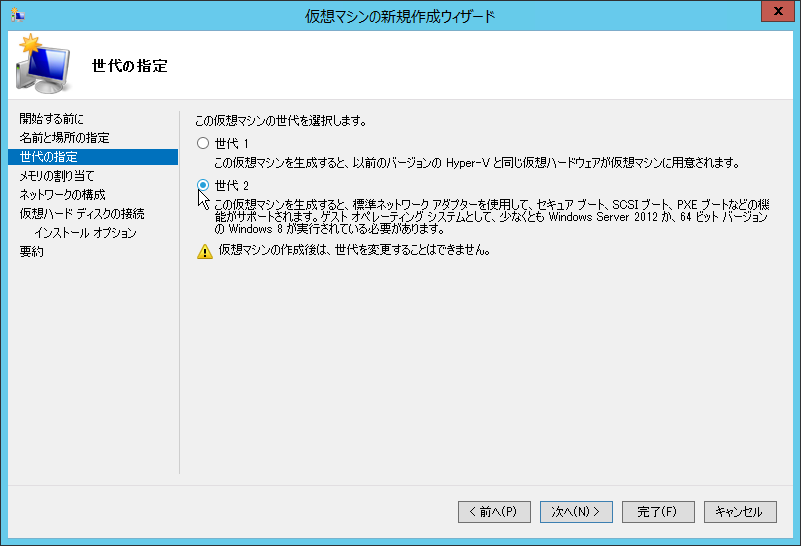 仮想マシンの新規作成ウィザード
世代の指定
開始する前に
名前と場所の指定
世代の指定
メモリの割り当て
ネットワークの構成
仮想ハード ディスクの接続
インストール オプション
要約
この仮想マシンの世代を選択します。
世代 1
この仮想マシンを生成すると、以前のバージョンの Hyper-V と同じ仮想ハードウェアが仮想マシンに用意されます。
世代 2
この仮想マシンを生成すると、標準ネットワーク アダプターを使用して、セキュア ブート、SCSI ブート、PXE ブートなどの機
能がサポートされます。ゲスト オペレーティング システムとして、少なくとも Windows Server 2012 か、64 ビット バージョン
の Windows 8 が実行されている必要があります。
仮想マシンの作成後は、世代を変更することはできません。
< 前へ(P)
次へ(N) >
完了(F)
キャンセル